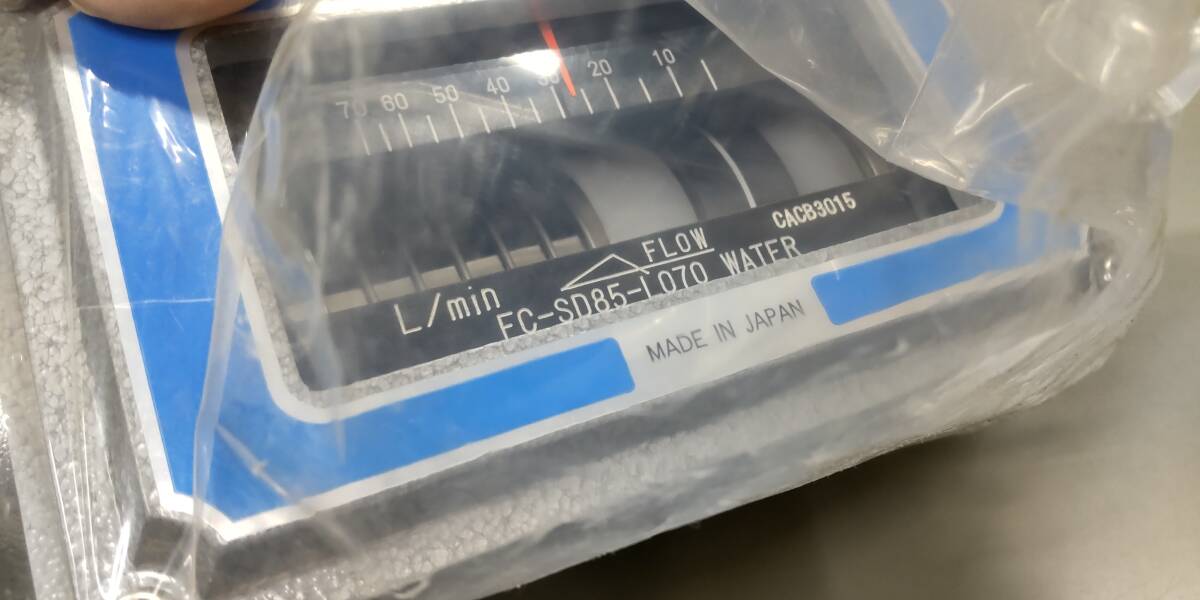 70 60 50 40 30 20 10
CACB3015
L/min FLOW
FC-SD85-L070 WATER
MADE IN JAPAN